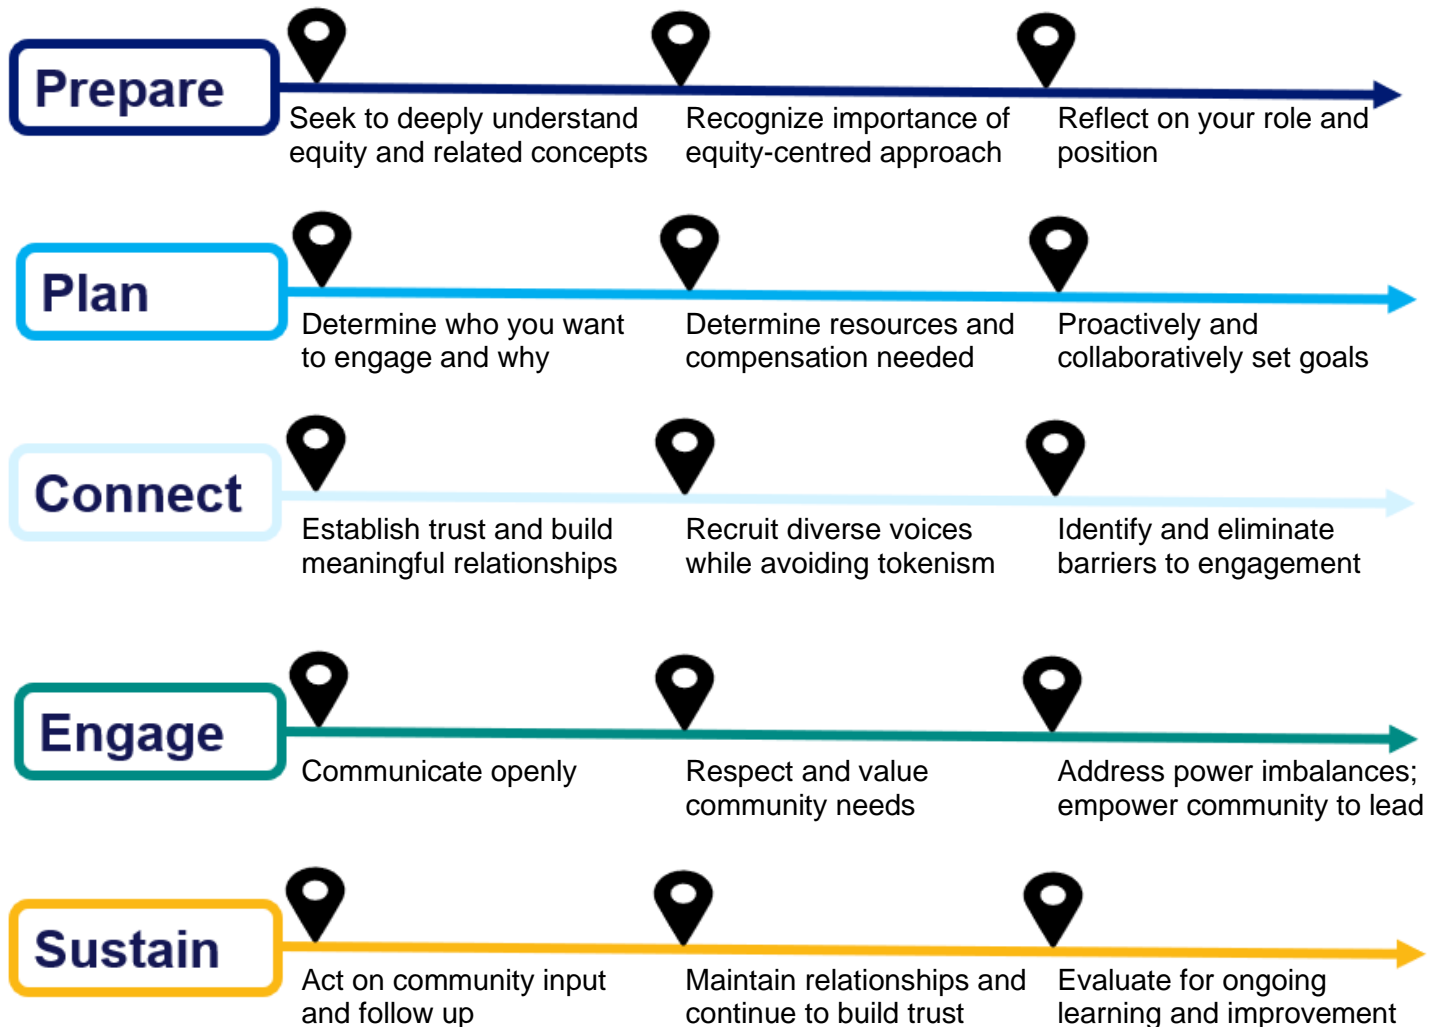 Prepare
Seek to deeply understand
equity and related concepts
Recognize importance of
equity-centred approach
Reflect on your role and
position
Plan
Determine who you want
to engage and why
Determine resources and
compensation needed
Proactively and
collaboratively set goals
Connect
Establish trust and build
meaningful relationships
Recruit diverse voices
while avoiding tokenism
Identify and eliminate
barriers to engagement
Engage
Communicate openly
Respect and value
community needs
Address power imbalances;
empower community to lead
Sustain
Act on community input
and follow up
Maintain relationships and
continue to build trust
Evaluate for ongoing
learning and improvement